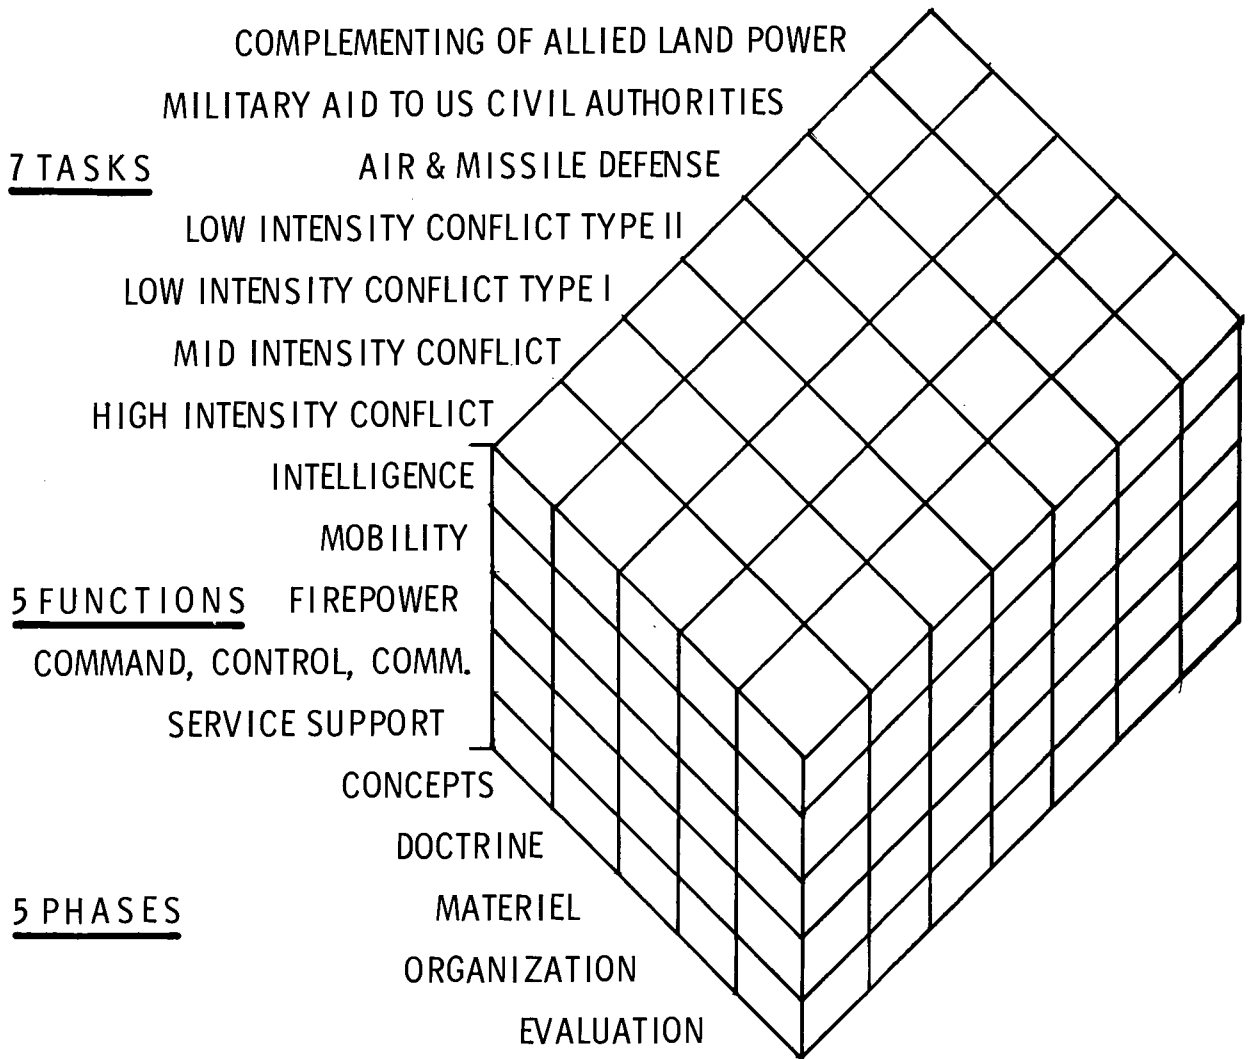 COMPLEMENTING OF ALLIED LAND POWER
MILITARY AID TO US CIVIL AUTHORITIES
7 TASKS AIR & MISSILE DEFENSE
LOW INTENSITY CONFLICT TYPE II
LOW INTENSITY CONFLICT TYPE I
MID INTENSITY CONFLICT
HIGH INTENSITY CONFLICT
INTELLIGENCE
MOBILITY
5 FUNCTIONS FIREPOWER
COMMAND, CONTROL, COMM.
SERVICE SUPPORT
CONCEPTS
DOCTRINE
5 PHASES MATERIEL
ORGANIZATION
EVALUATION